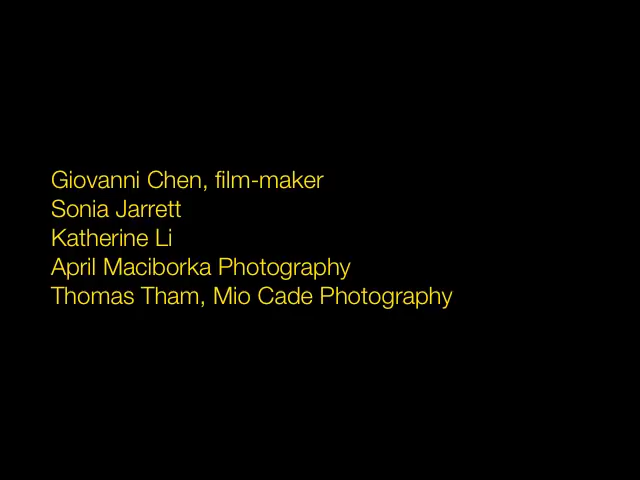 Giovanni Chen, film-maker
Sonia Jarrett
Katherine Li
April Maciborka Photography
Thomas Tham, Mio Cade Photography